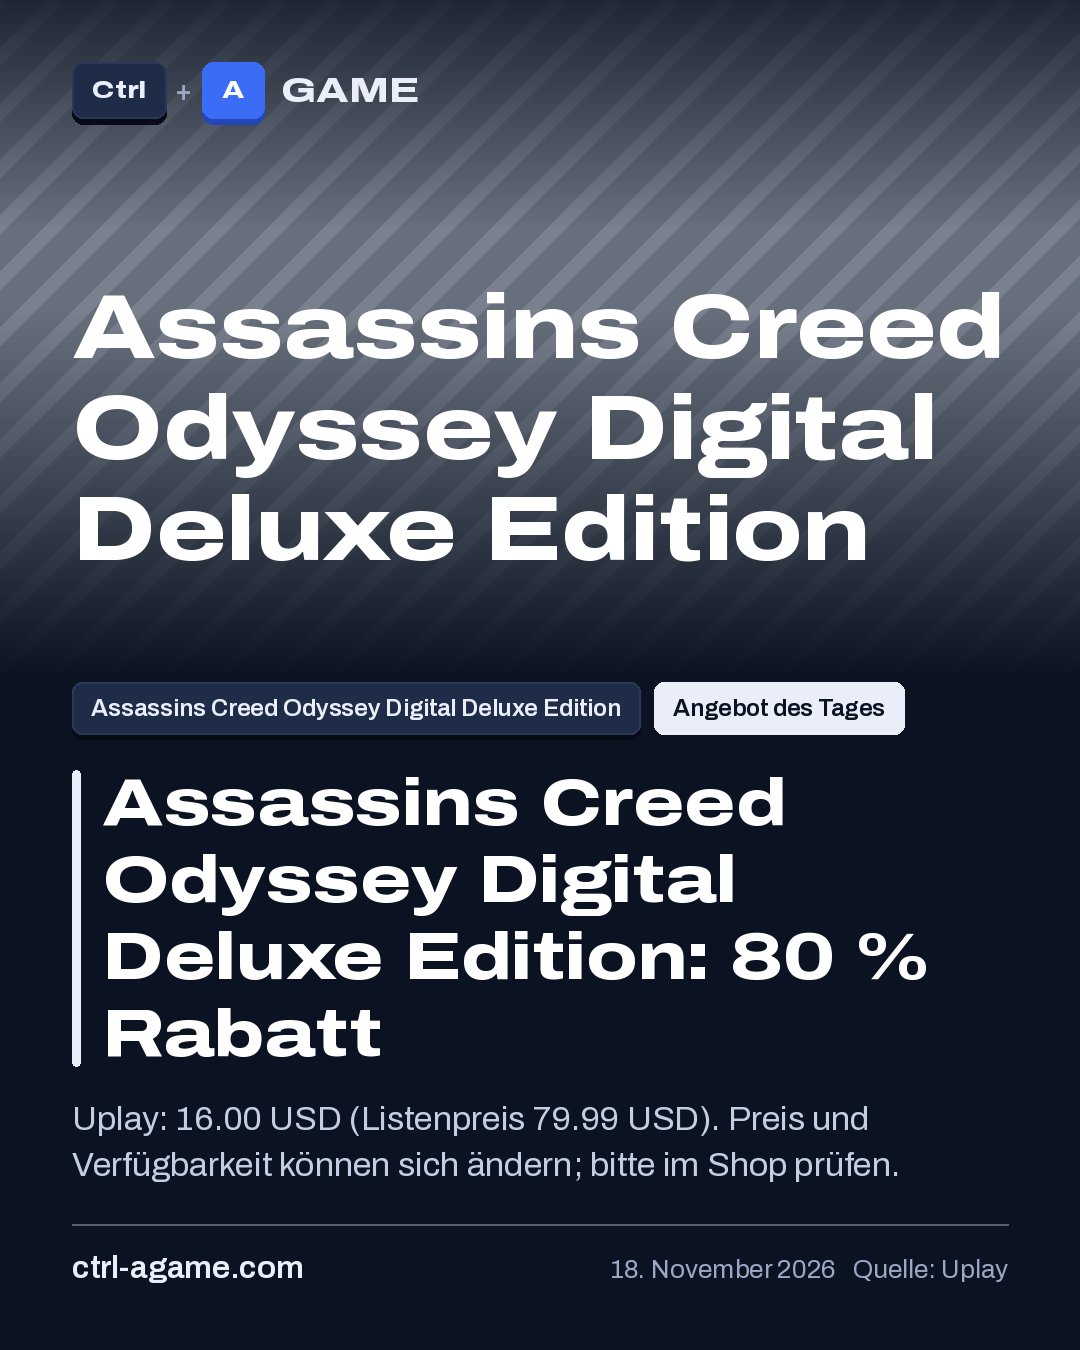 Ctrl + A GAME
Assassins Creed
Odyssey Digital
Deluxe Edition
Assassins Creed Odyssey Digital Deluxe Edition Angebot des Tages
Assassins Creed
Odyssey Digital
Deluxe Edition: 80 %
Rabatt
Uplay: 16.00 USD (Listenpreis 79.99 USD). Preis und
Verfügbarkeit können sich ändern; bitte im Shop prüfen.
ctrl-agame.com 18. November 2026 Quelle: Uplay